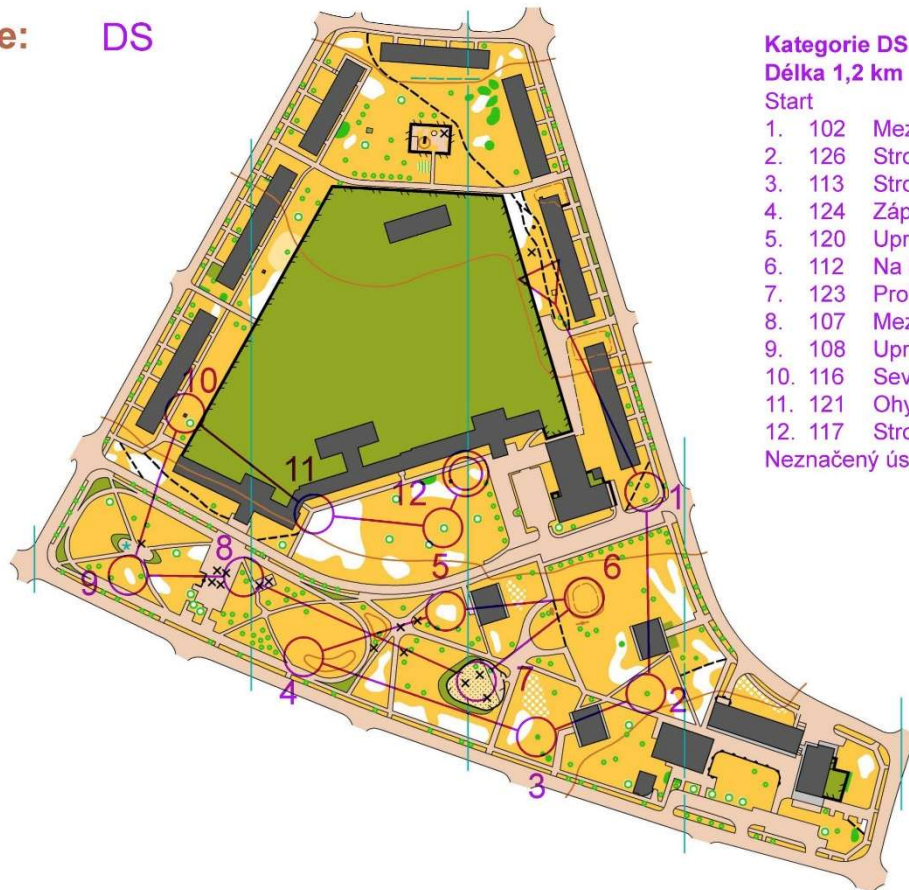 e: DS
Kategorie DS
Délka 1,2 km
Start
1. 102 Mez
2. 126 Stro
3. 113 Stro
4. 124 Záp
5. 120 Upr
6. 112 Na
7. 123 Pro
8. 107 Mez
9. 108 Upr
10. 116 Sev
11. 121 Ohy
12. 117 Stro
Neznačený ús
10
11
12
1
5
6
8
9
4
7
2
3